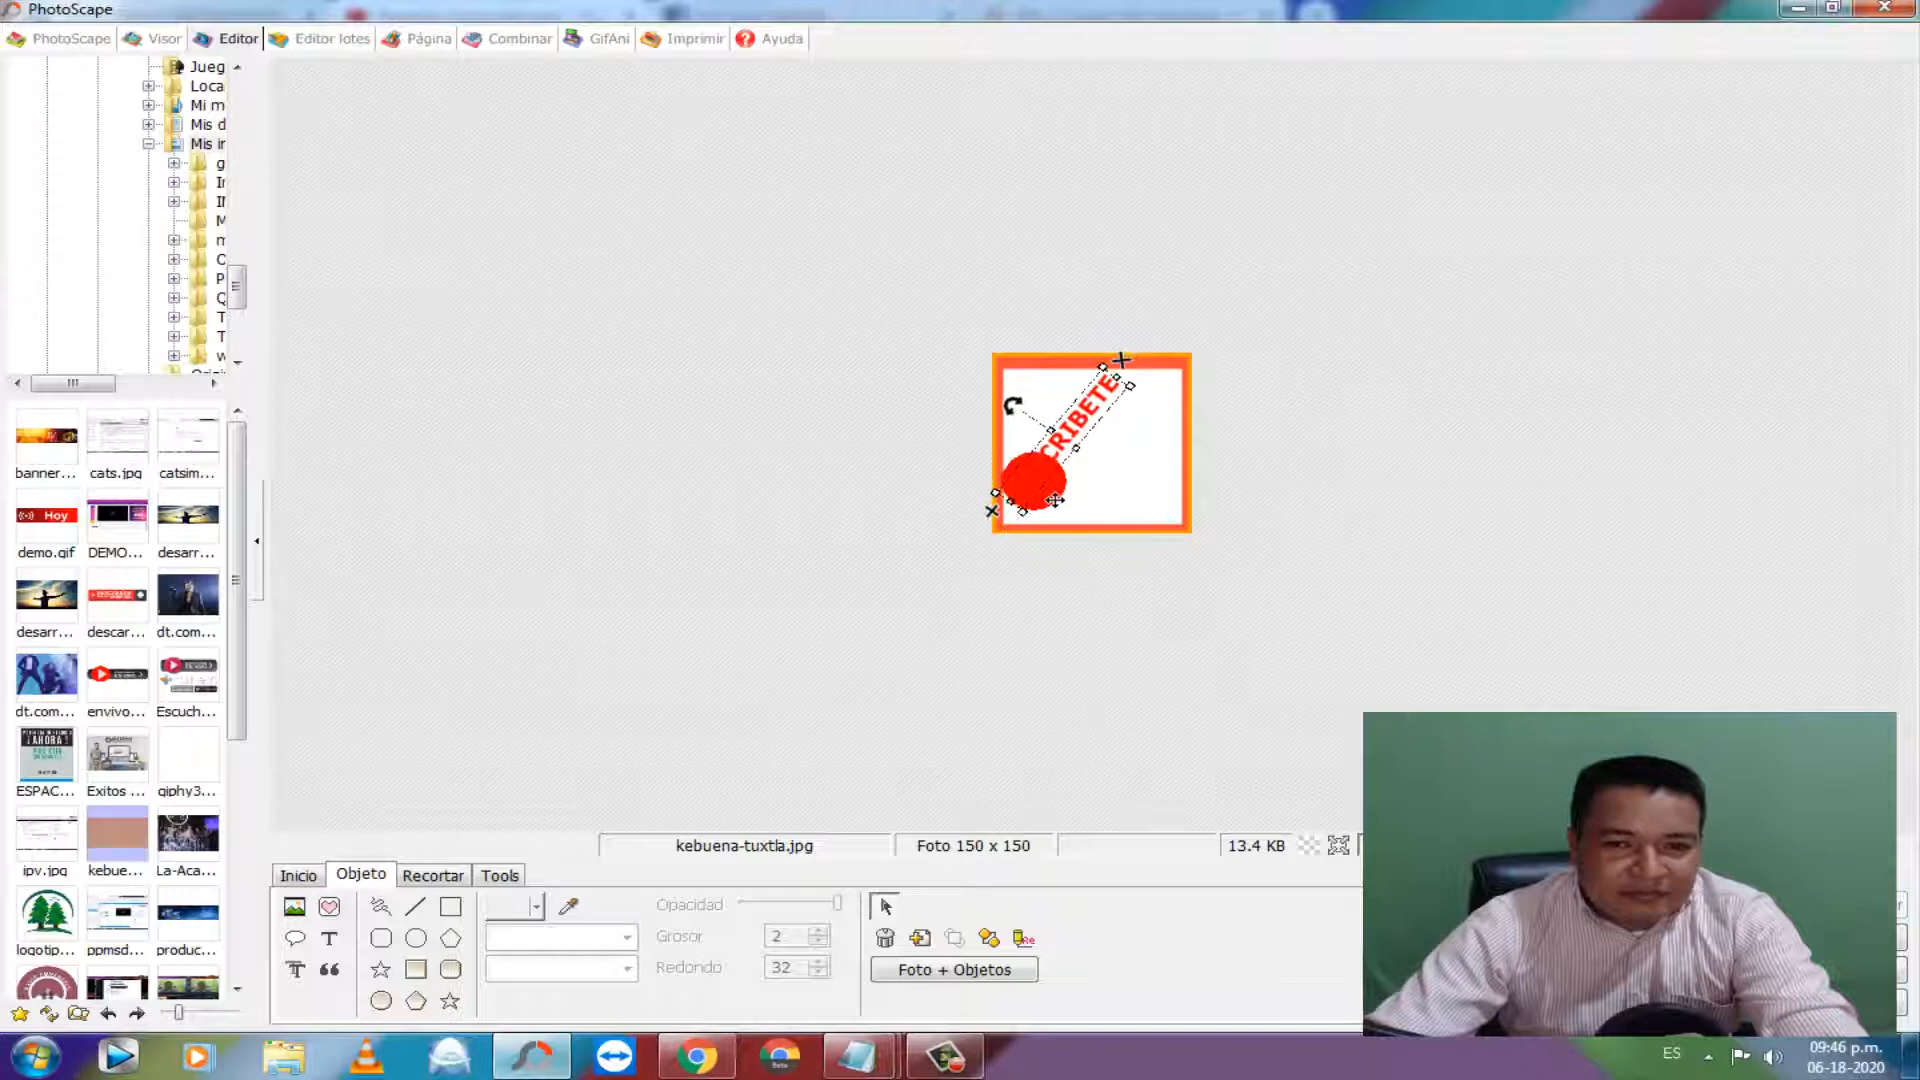 PhotoScape
PhotoScape
Visor
Editor
Editor lotes
Página
Combinar
GifAni
Imprimir
Ayuda
Jueg
Loca
Mi m
Mis d
Mis ir
CRIBETE
banner...
cats.jpg
catsim...
Hoy
demo.gif
DEMO...
desarr...
desarr...
descar...
dt.com...
dt.com...
envivo...
Escuch...
¡AHORA!
ESPAC...
Exitos ...
giphy3...
ipv.jpg
kebue...
La-Aca...
logotip...
ppmsd...
produc...
kebuena-tuxtla.jpg
Foto 150 x 150
13.4 KB
Inicio
Objeto
Recortar
Tools
Opacidad
Grosor
2
Redondo
32
Re
Foto + Objetos
Beta
ES
09:46 p.m.
06-18-2020